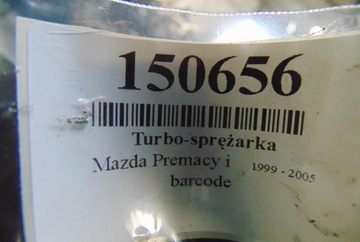 150656
Turbo-sprężarka
Mazda Premacy i 1999 - 2005
barcode